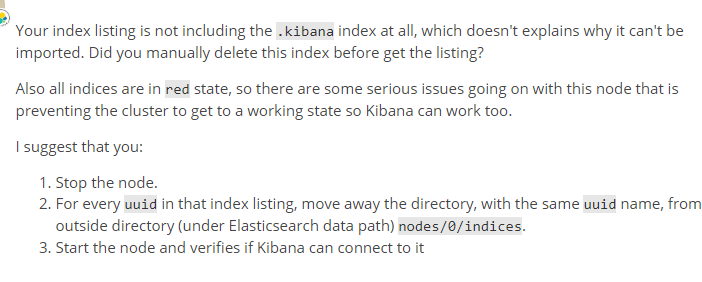 Your index listing is not including the .kibana index at all, which doesn't explains why it can't be
imported. Did you manually delete this index before get the listing?
Also all indices are in red state, so there are some serious issues going on with this node that is
preventing the cluster to get to a working state so Kibana can work too.
I suggest that you:
1. Stop the node.
2. For every uuid in that index listing, move away the directory, with the same uuid name, from
outside directory (under Elasticsearch data path) nodes/0/indices.
3. Start the node and verifies if Kibana can connect to it